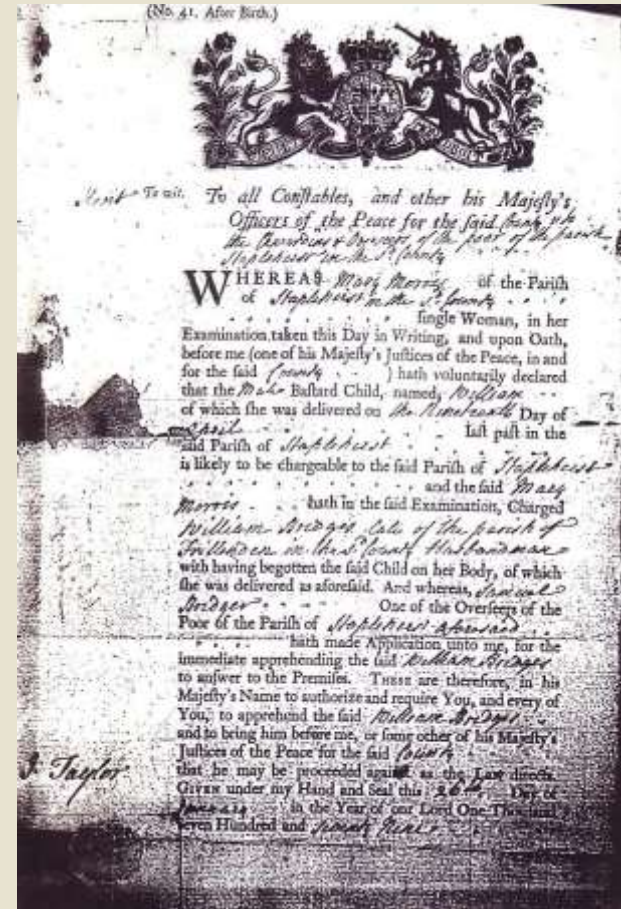 (No. 41. After Birth.)
Kent To wit. To all Conſtables, and other his Majeſty's
Officers of the Peace for the ſaid County & to
the Churchwardens & Overseers of the poor of the parish
Staplehurst in the Sd. County
WHEREAS Mary Morris of the Pariſh
of Staplehurst in the Sd. County
ſingle Woman, in her
Examination taken this Day in Writing, and upon Oath,
before me (one of his Majeſty's Juſtices of the Peace, in and
for the ſaid County ) hath voluntarily declared
that the Male Baſtard Child, named, William
of which ſhe was delivered on the Nineteenth Day of
April laſt paſt in the
ſaid Pariſh of Staplehurst
is likely to be chargeable to the ſaid Pariſh of Staplehurst
and the ſaid Mary
Morris hath in the ſaid Examination, Charged
William Bridger late of the parish of
Frittenden in the Sd. County Husbandman
with having begotten the ſaid Child on her Body, of which
ſhe was delivered as aforeſaid. And whereas, Samuel
Bridger One of the Overſeers of the
Poor of the Pariſh of Staplehurst aforesaid
hath made Application unto me, for the
immediate apprehending the ſaid William Bridger
to anſwer to the Premiſes. THESE are therefore, in his
Majeſty's Name to authorize and require You, and every of
You, to apprehend the ſaid William Bridger
and to bring him before me, or ſome other of his Majeſty's
Juſtices of the Peace for the ſaid County
that he may be proceeded againſt as the Law directs.
GIVEN under my Hand and Seal this 26th Day of
January in the Year of our Lord One Thouſand
Seven Hundred and Seventy Nine
J. Taylor